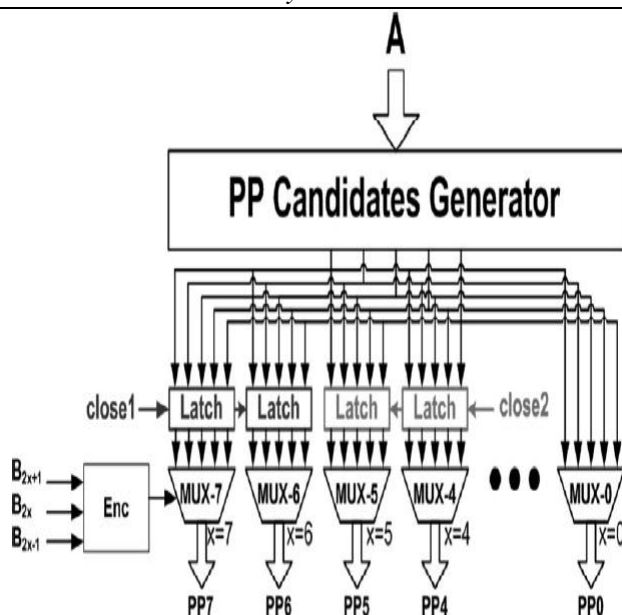 A
PP Candidates Generator
close1 Latch Latch Latch Latch close2
B2x+1
B2x
B2x-1
Enc
MUX-7 MUX-6 MUX-5 MUX-4 MUX-0
x=7 x=6 x=5 x=4 x=0
PP7 PP6 PP5 PP4 PP0